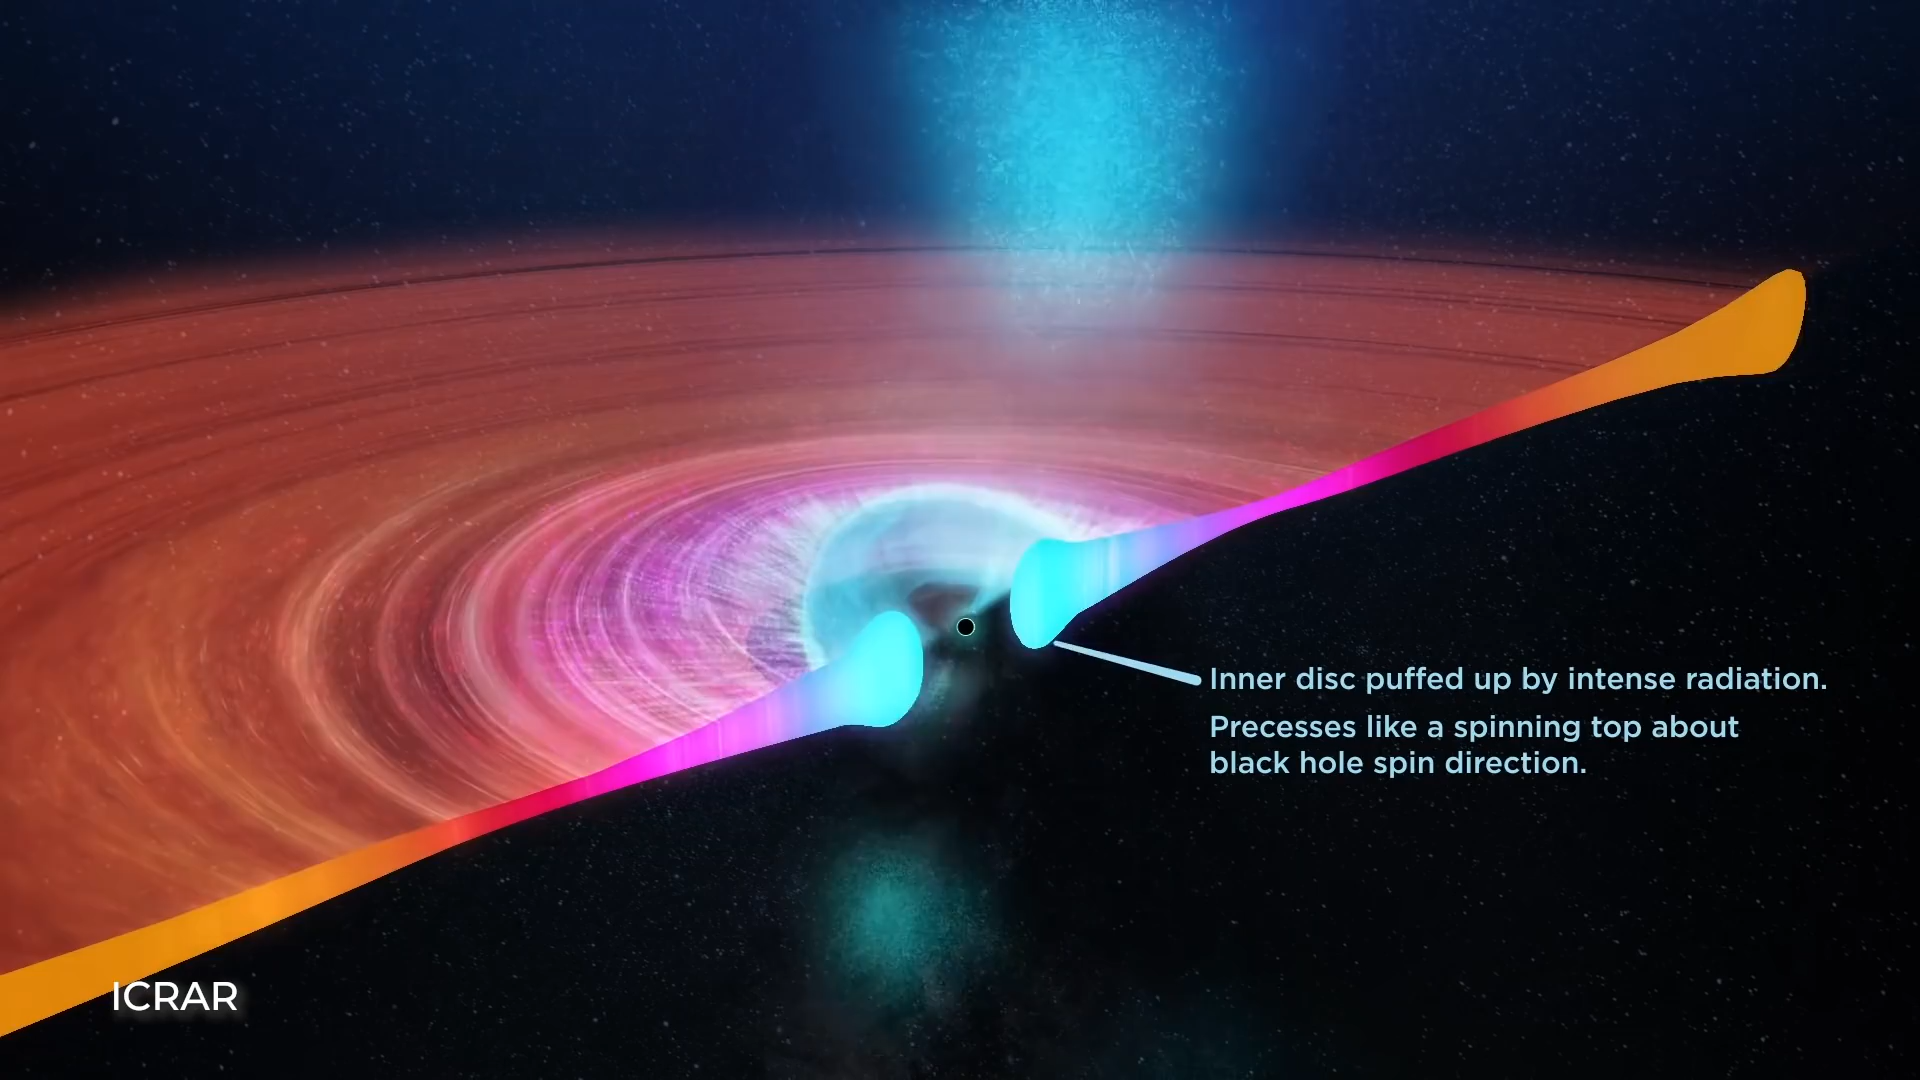 Inner disc puffed up by intense radiation.
Precesses like a spinning top about
black hole spin direction.
ICRAR